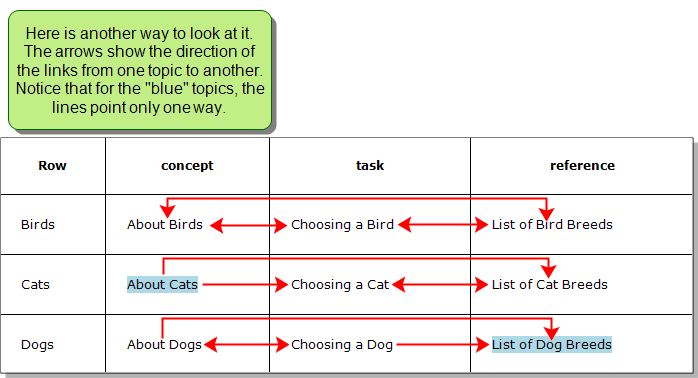 Here is another way to look at it.
The arrows show the direction of
the links from one topic to another.
Notice that for the "blue" topics, the
lines point only one way.
Row concept task reference
Birds About Birds Choosing a Bird List of Bird Breeds
Cats About Cats Choosing a Cat List of Cat Breeds
Dogs About Dogs Choosing a Dog List of Dog Breeds